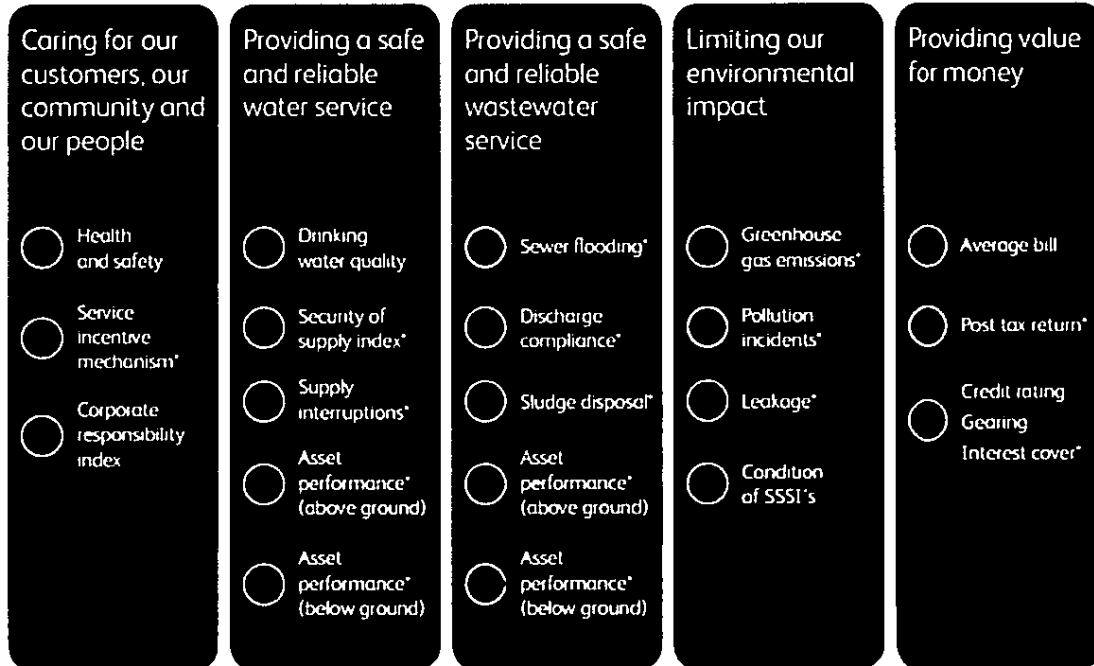 Caring for our
customers, our
community and
our people
Health
and safety
Service
incentive
mechanism*
Corporate
responsibility
index
Providing a safe
and reliable
water service
Drinking
water quality
Security of
supply index*
Supply
interruptions*
Asset
performance*
(above ground)
Asset
performance*
(below ground)
Providing a safe
and reliable
wastewater
service
Sewer flooding*
Discharge
compliance*
Sludge disposal*
Asset
performance*
(above ground)
Asset
performance*
(below ground)
Limiting our
environmental
impact
Greenhouse
gas emissions*
Pollution
incidents*
Leakage*
Condition
of SSSI's
Providing value
for money
Average bill
Post tax return*
Credit rating
Gearing
Interest cover*